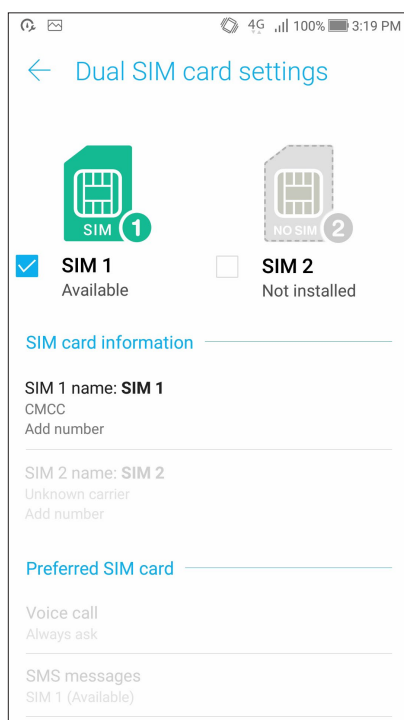 4G 100% 3:19 PM
Dual SIM card settings
SIM 1 NO SIM 2
SIM 1 SIM 2
Available Not installed
SIM card information
SIM 1 name: SIM 1
CMCC
Add number
SIM 2 name: SIM 2
Unknown carrier
Add number
Preferred SIM card
Voice call
Always ask
SMS messages
SIM 1 (Available)